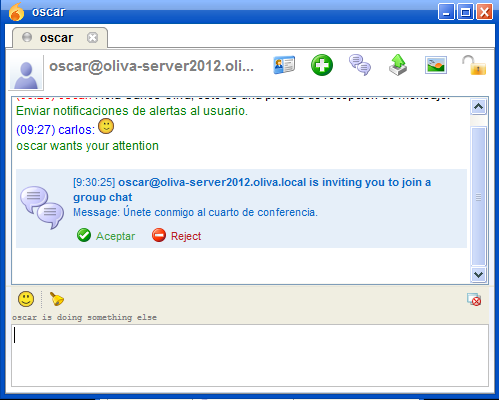 oscar
oscar
oscar@oliva-server2012.oli...
Enviar notificaciones de alertas al usuario.
(09:27) carlos:
oscar wants your attention
[9:30:25] oscar@oliva-server2012.oliva.local is inviting you to join a
group chat
Message: Únete conmigo al cuarto de conferencia.
Aceptar
Reject
oscar is doing something else